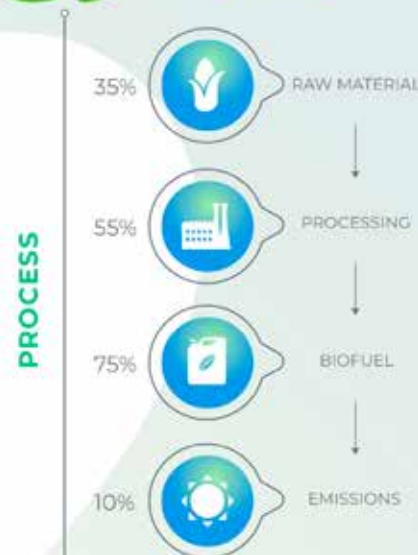 PROCESS
35%
RAW MATERIAL
55%
PROCESSING
75%
BIOFUEL
10%
EMISSIONS